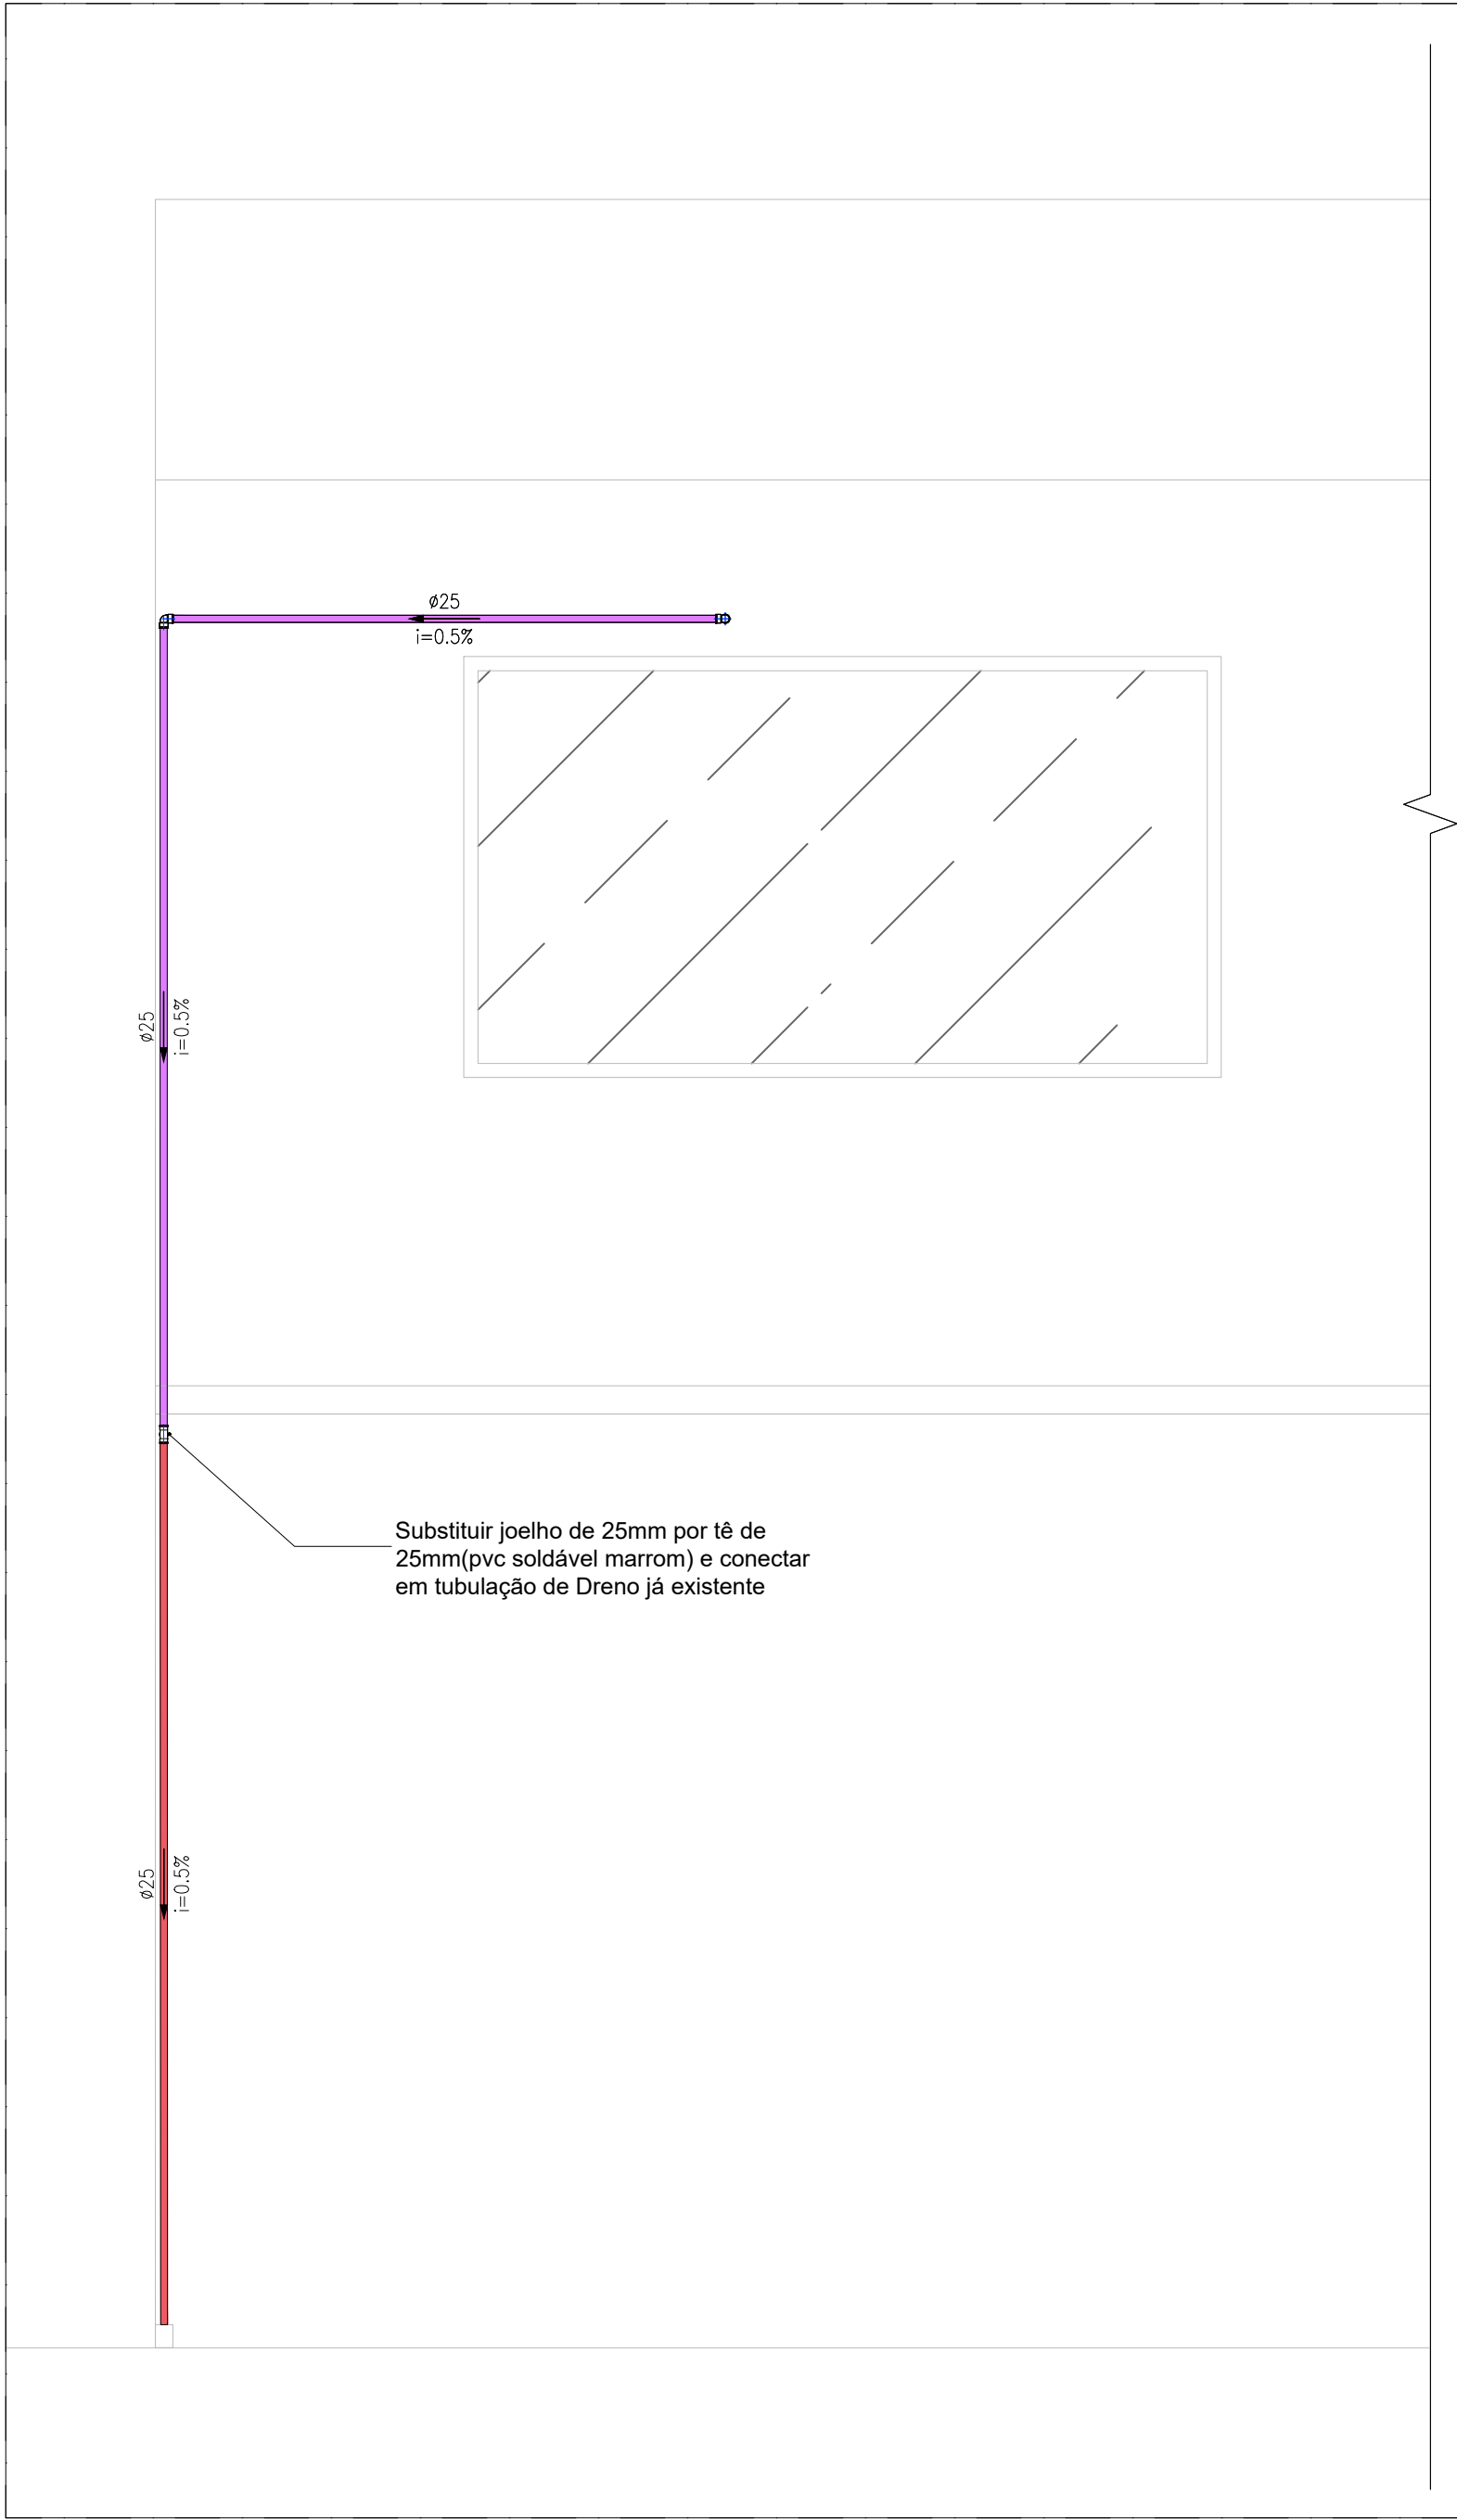 ø25
i=0.5%
ø25
i=0.5%
Substituir joelho de 25mm por tê de
25mm(pvc soldável marrom) e conectar
em tubulação de Dreno já existente
ø25
i=0.5%